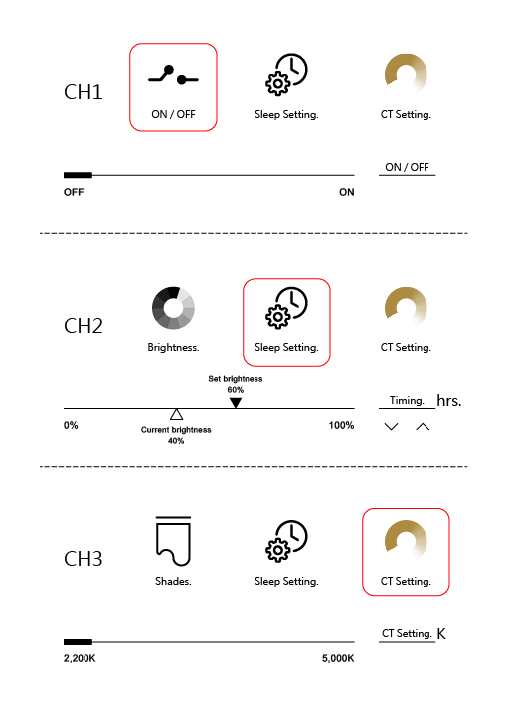 CH1
ON / OFF
Sleep Setting.
CT Setting.
ON / OFF
OFF
ON
CH2
Brightness.
Sleep Setting.
CT Setting.
Set brightness
60%
Timing. hrs.
0%
Current brightness
40%
100%
CH3
Shades.
Sleep Setting.
CT Setting.
CT Setting. K
2,200K
5,000K